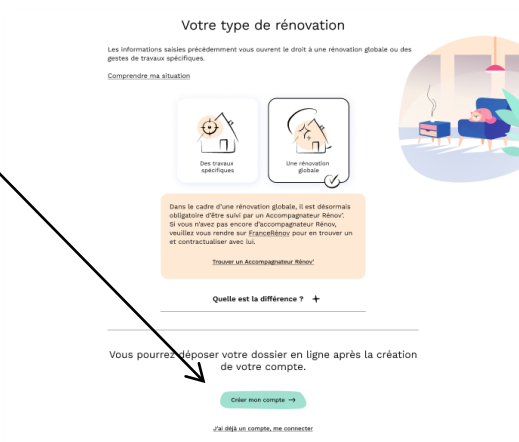 Votre type de rénovation
Les informations saisies précédemment vous ouvrent le droit à une rénovation globale ou des
gestes de travaux spécifiques.
Comprendre ma situation
Des travaux
spécifiques
Une rénovation
globale
Dans le cadre d'une rénovation globale, il est désormais
obligatoire d'être suivi par un Accompagnateur Rénov'.
Si vous n'avez pas encore d'accompagnateur Rénov,
veuillez vous rendre sur FranceRénov pour en trouver un
et contractualiser avec lui.
Trouver un Accompagnateur Rénov'
Quelle est la différence ? +
Vous pourrez déposer votre dossier en ligne après la création
de votre compte.
Créer mon compte →
J'ai déjà un compte, me connecter